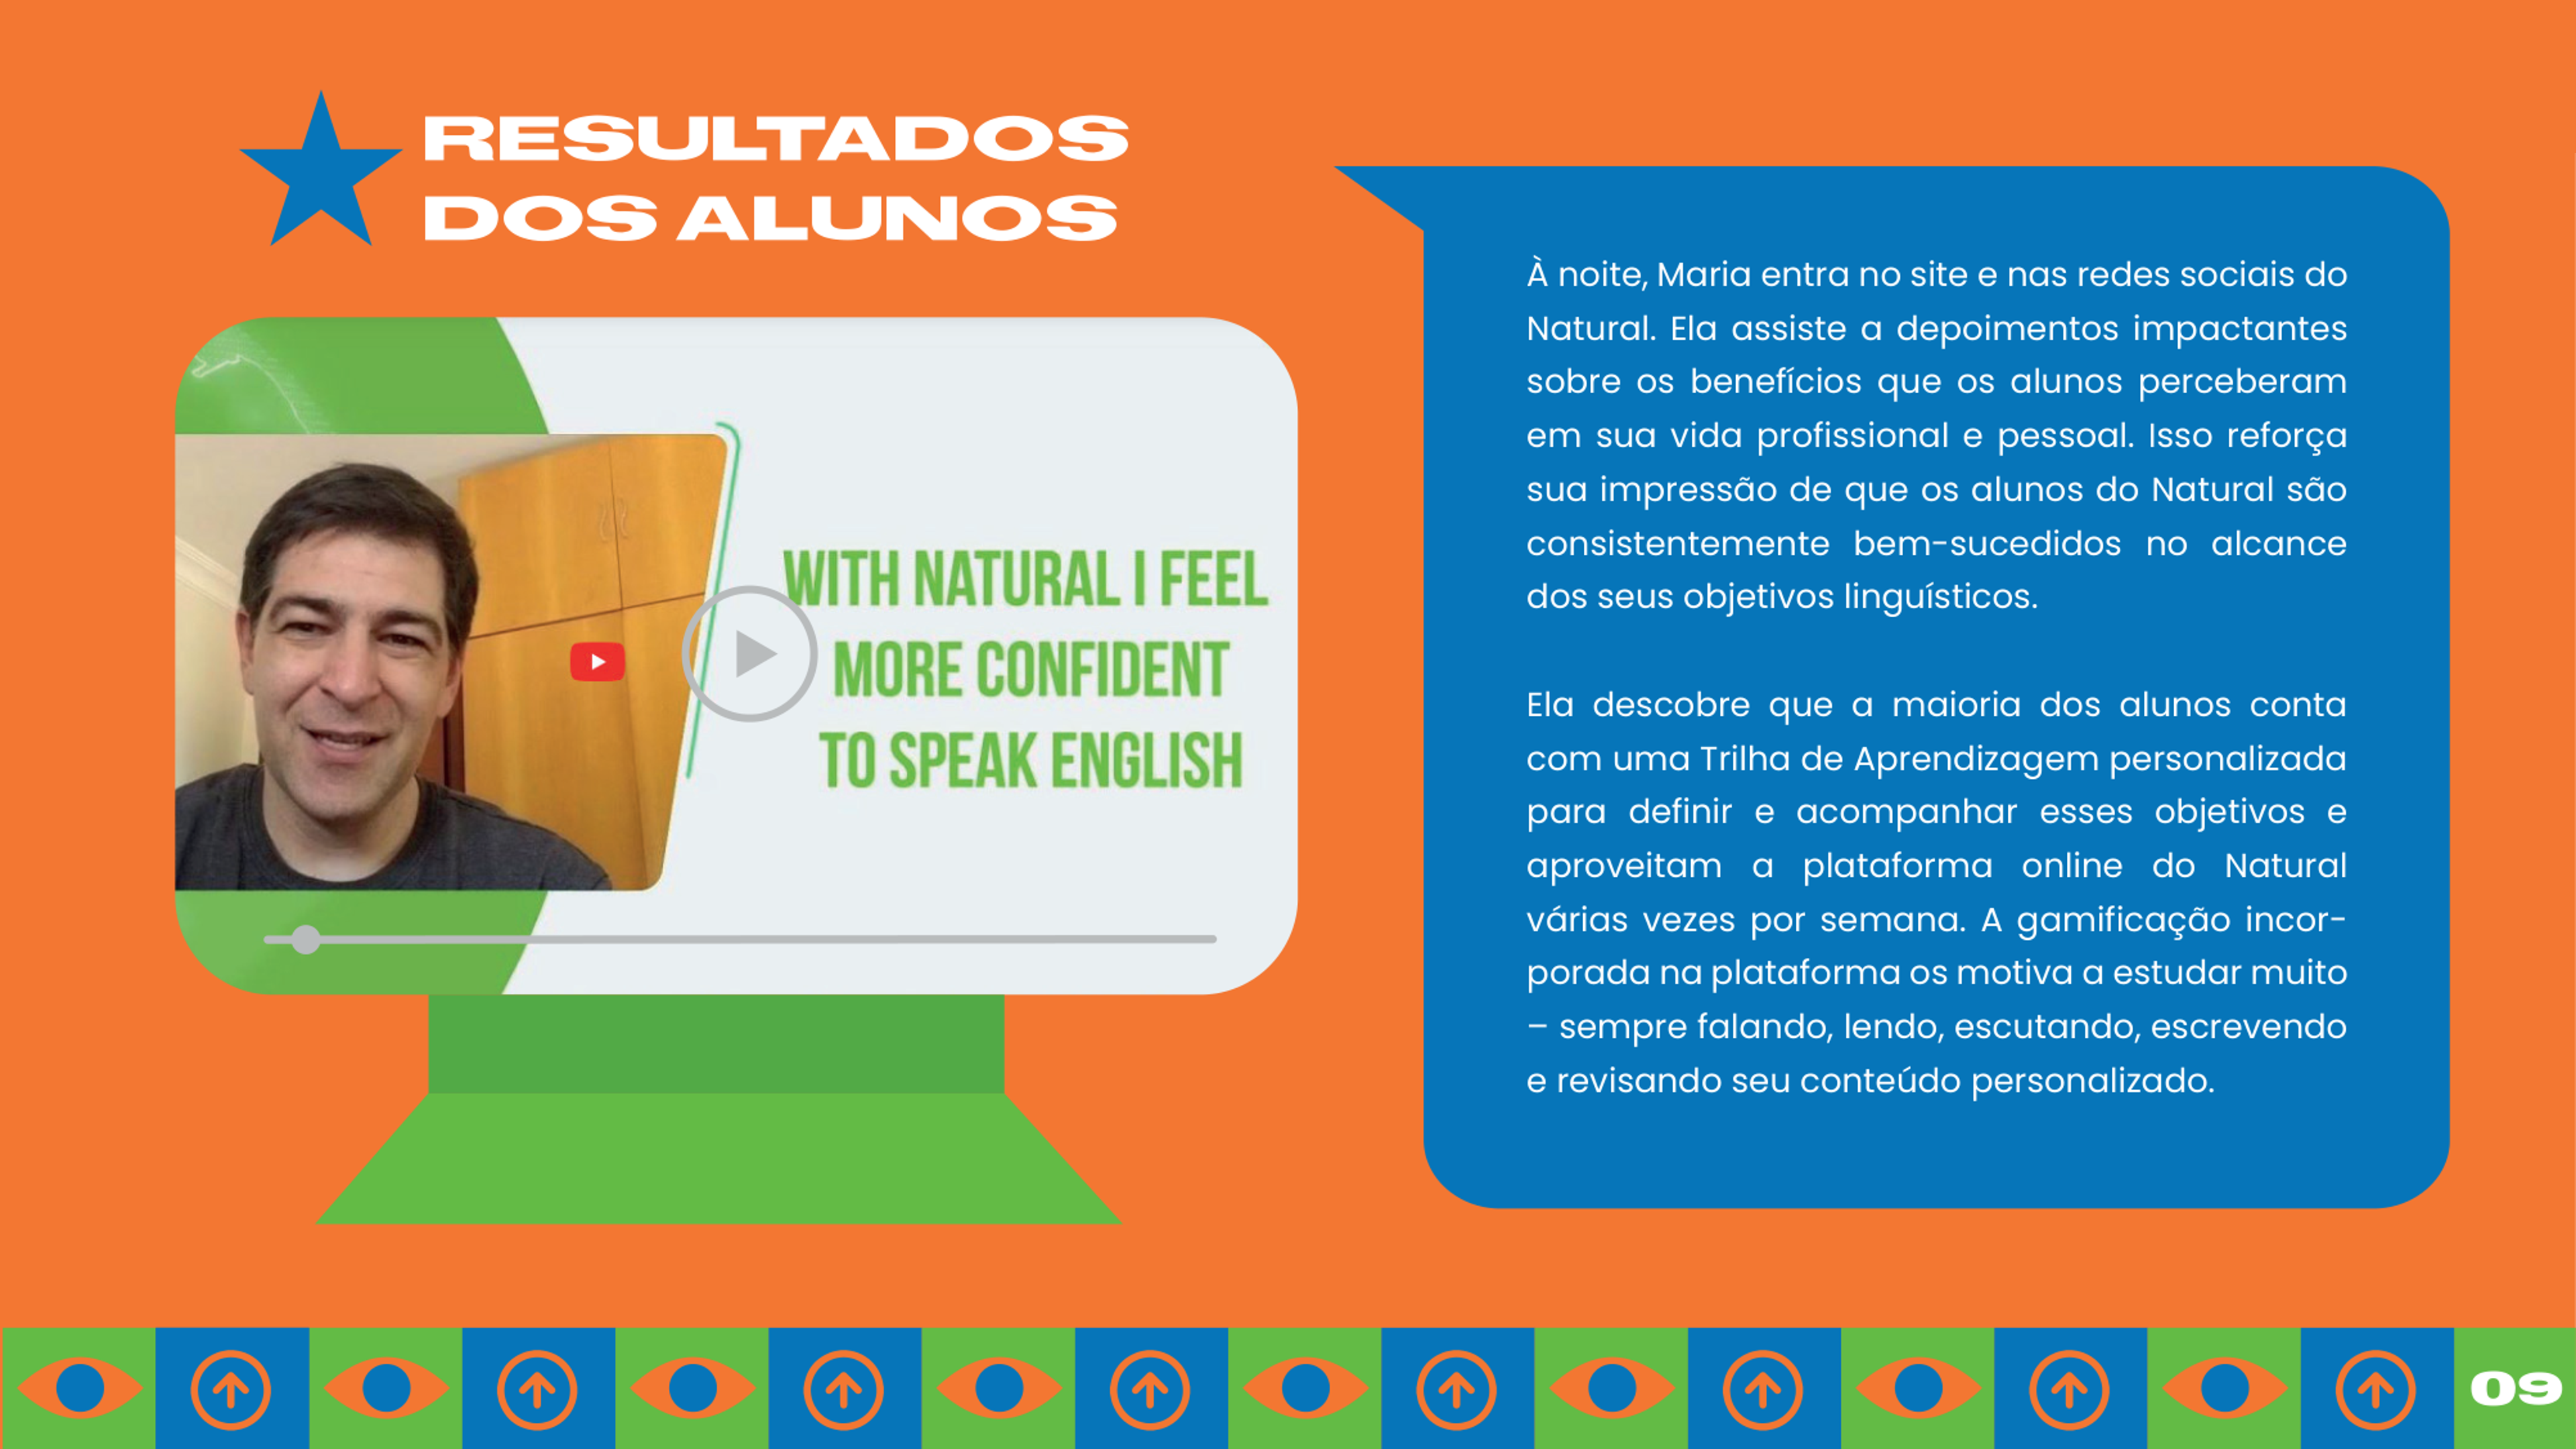 RESULTADOS
DOS ALUNOS
WITH NATURAL I FEEL
MORE CONFIDENT
TO SPEAK ENGLISH
À noite, Maria entra no site e nas redes sociais do
Natural. Ela assiste a depoimentos impactantes
sobre os benefícios que os alunos perceberam
em sua vida profissional e pessoal. Isso reforça
sua impressão de que os alunos do Natural são
consistentemente bem-sucedidos no alcance
dos seus objetivos linguísticos.
Ela descobre que a maioria dos alunos conta
com uma Trilha de Aprendizagem personalizada
para definir e acompanhar esses objetivos e
aproveitam a plataforma online do Natural
várias vezes por semana. A gamificação incor-
porada na plataforma os motiva a estudar muito
– sempre falando, lendo, escutando, escrevendo
e revisando seu conteúdo personalizado.
09